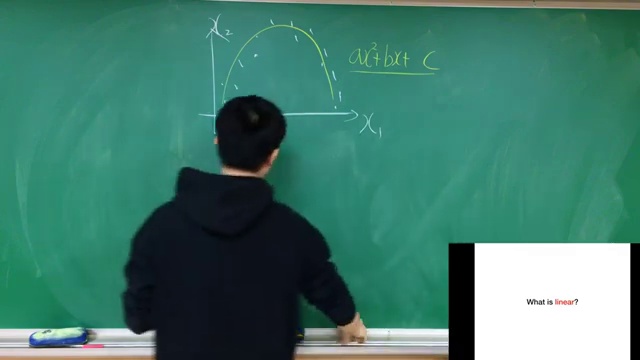 x₂
ax²+bx+ c
x₁
What is linear?